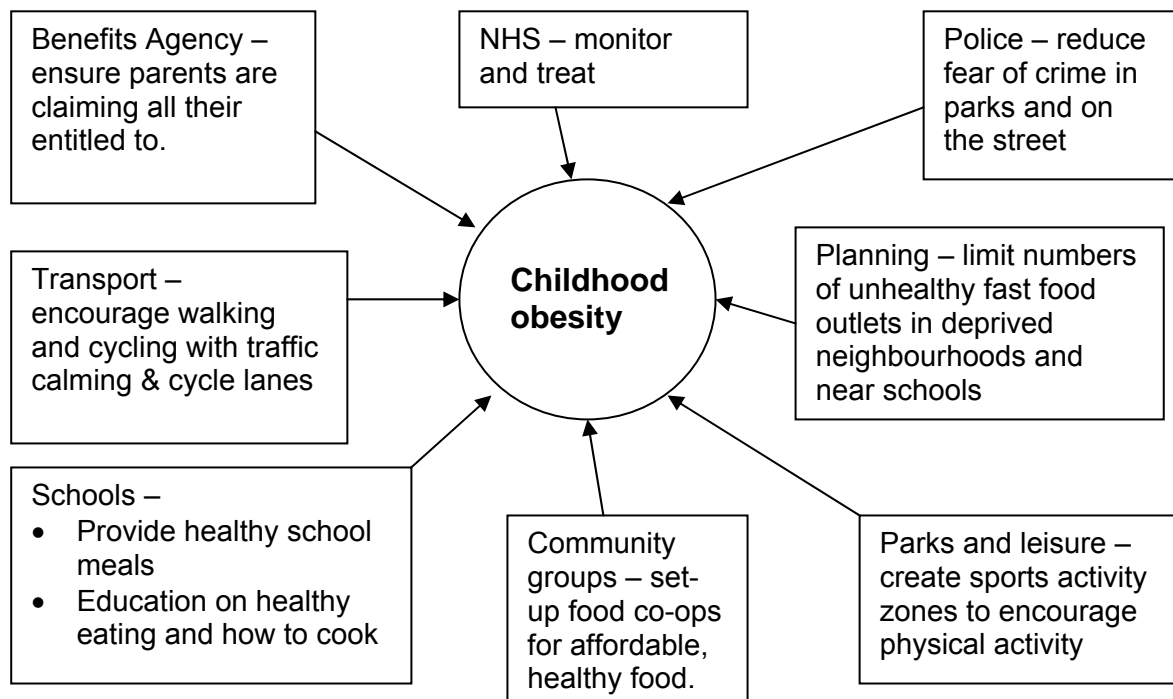 Benefits Agency –
ensure parents are
claiming all their
entitled to.
NHS – monitor
and treat
Police – reduce
fear of crime in
parks and on
the street
Transport –
encourage walking
and cycling with traffic
calming & cycle lanes
Childhood
obesity
Planning – limit numbers
of unhealthy fast food
outlets in deprived
neighbourhoods and
near schools
Schools –
• Provide healthy school
meals
• Education on healthy
eating and how to cook
Community
groups – set-
up food co-ops
for affordable,
healthy food.
Parks and leisure –
create sports activity
zones to encourage
physical activity